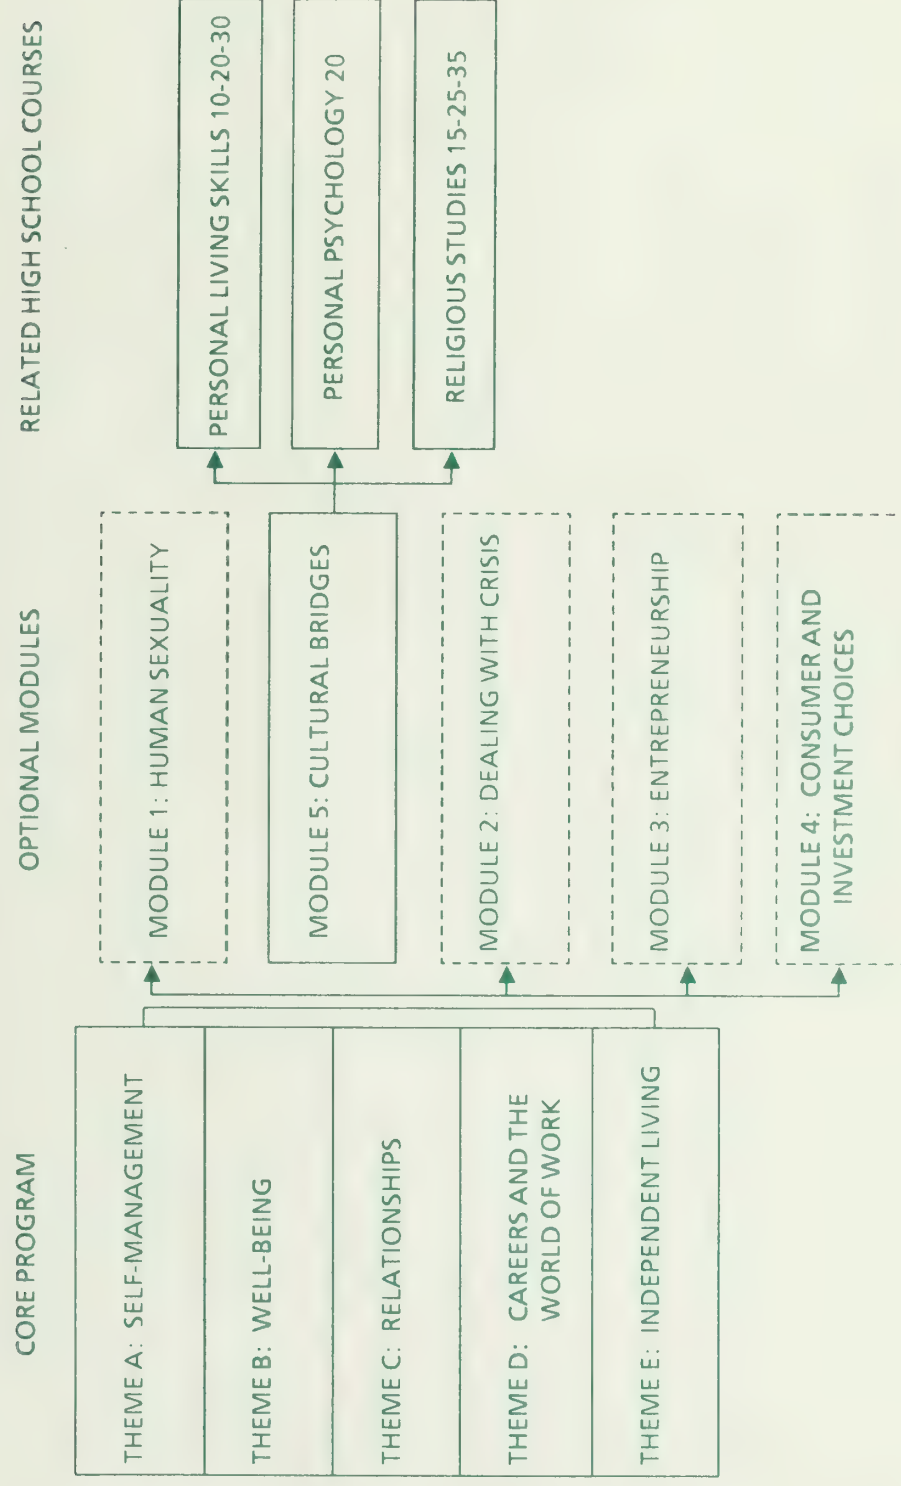 CORE PROGRAM
THEME A: SELF-MANAGEMENT
THEME B: WELL-BEING
THEME C: RELATIONSHIPS
THEME D: CAREERS AND THE
WORLD OF WORK
THEME E: INDEPENDENT LIVING
OPTIONAL MODULES
MODULE 1: HUMAN SEXUALITY
MODULE 5: CULTURAL BRIDGES
MODULE 2: DEALING WITH CRISIS
MODULE 3: ENTREPRENEURSHIP
MODULE 4: CONSUMER AND
INVESTMENT CHOICES
RELATED HIGH SCHOOL COURSES
PERSONAL LIVING SKILLS 10-20-30
PERSONAL PSYCHOLOGY 20
RELIGIOUS STUDIES 15-25-35